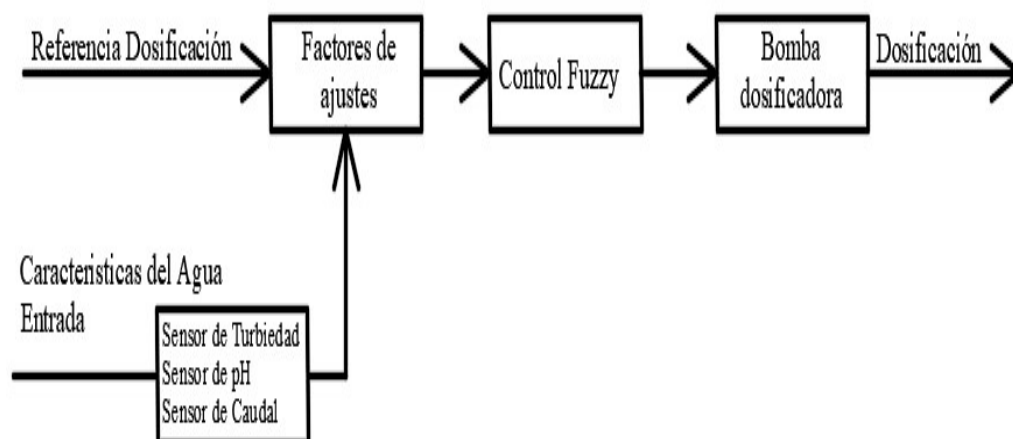 Referencia Dosificación
Factores de
ajustes
Control Fuzzy
Bomba
dosificadora
Dosificación
Caracteristicas del Agua
Entrada
Sensor de Turbiedad
Sensor de pH
Sensor de Caudal